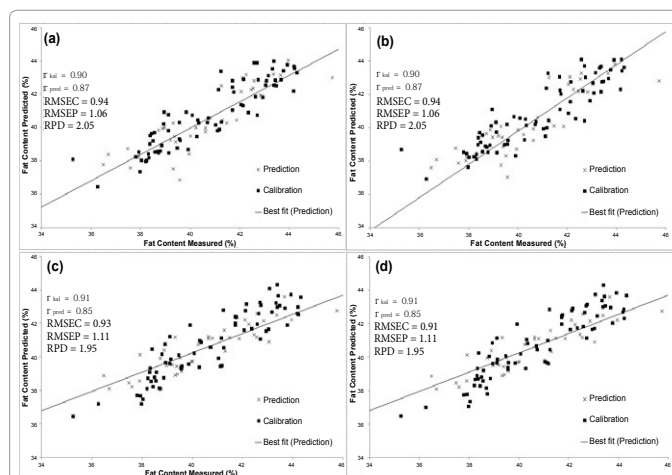 (a)
r kal = 0.90
r pred = 0.87
RMSEC = 0.94
RMSEP = 1.06
RPD = 2.05
Fat Content Predicted (%)
44
42
40
38
36
34
34 36 38 40 42 44 46
Fat Content Measured (%)
Prediction
Calibration
Best fit (Prediction)
(b)
r kal = 0.90
r pred = 0.87
RMSEC = 0.94
RMSEP = 1.06
RPD = 2.05
Fat Content Predicted (%)
44
42
40
38
36
34
34 36 38 40 42 44 46
Fat Content Measured (%)
Prediction
Calibration
Best fit (Prediction)
(c)
r kal = 0.91
r pred = 0.85
RMSEC = 0.93
RMSEP = 1.11
RPD = 1.95
Fat Content Predicted (%)
44
42
40
38
36
34
34 36 38 40 42 44 46
Fat Content Measured (%)
Prediction
Calibration
Best fit (Prediction)
(d)
r kal = 0.91
r pred = 0.85
RMSEC = 0.91
RMSEP = 1.11
RPD = 1.95
Fat Content Predicted (%)
44
42
40
38
36
34
34 36 38 40 42 44 46
Fat Content Measured (%)
Prediction
Calibration
Best fit (Prediction)